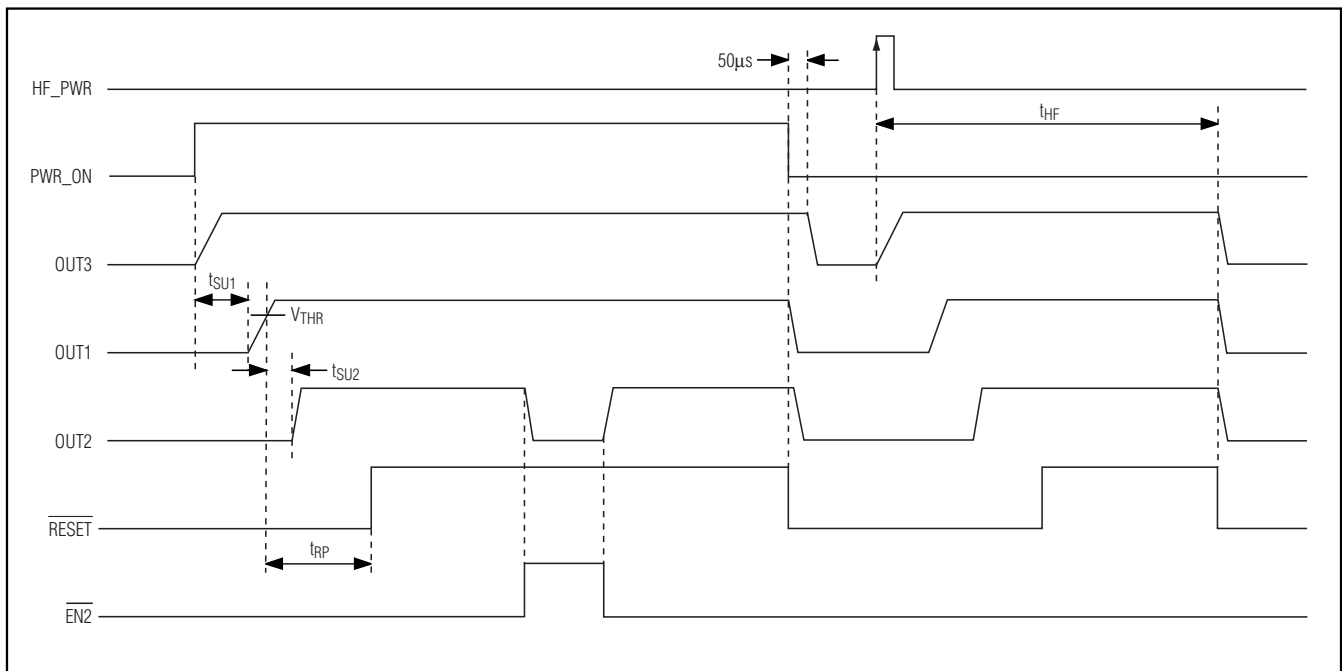 50μs
HF_PWR
tHF
PWR_ON
OUT3
tSU1
VTHR
OUT1
tSU2
OUT2
RESET
tRP
EN2